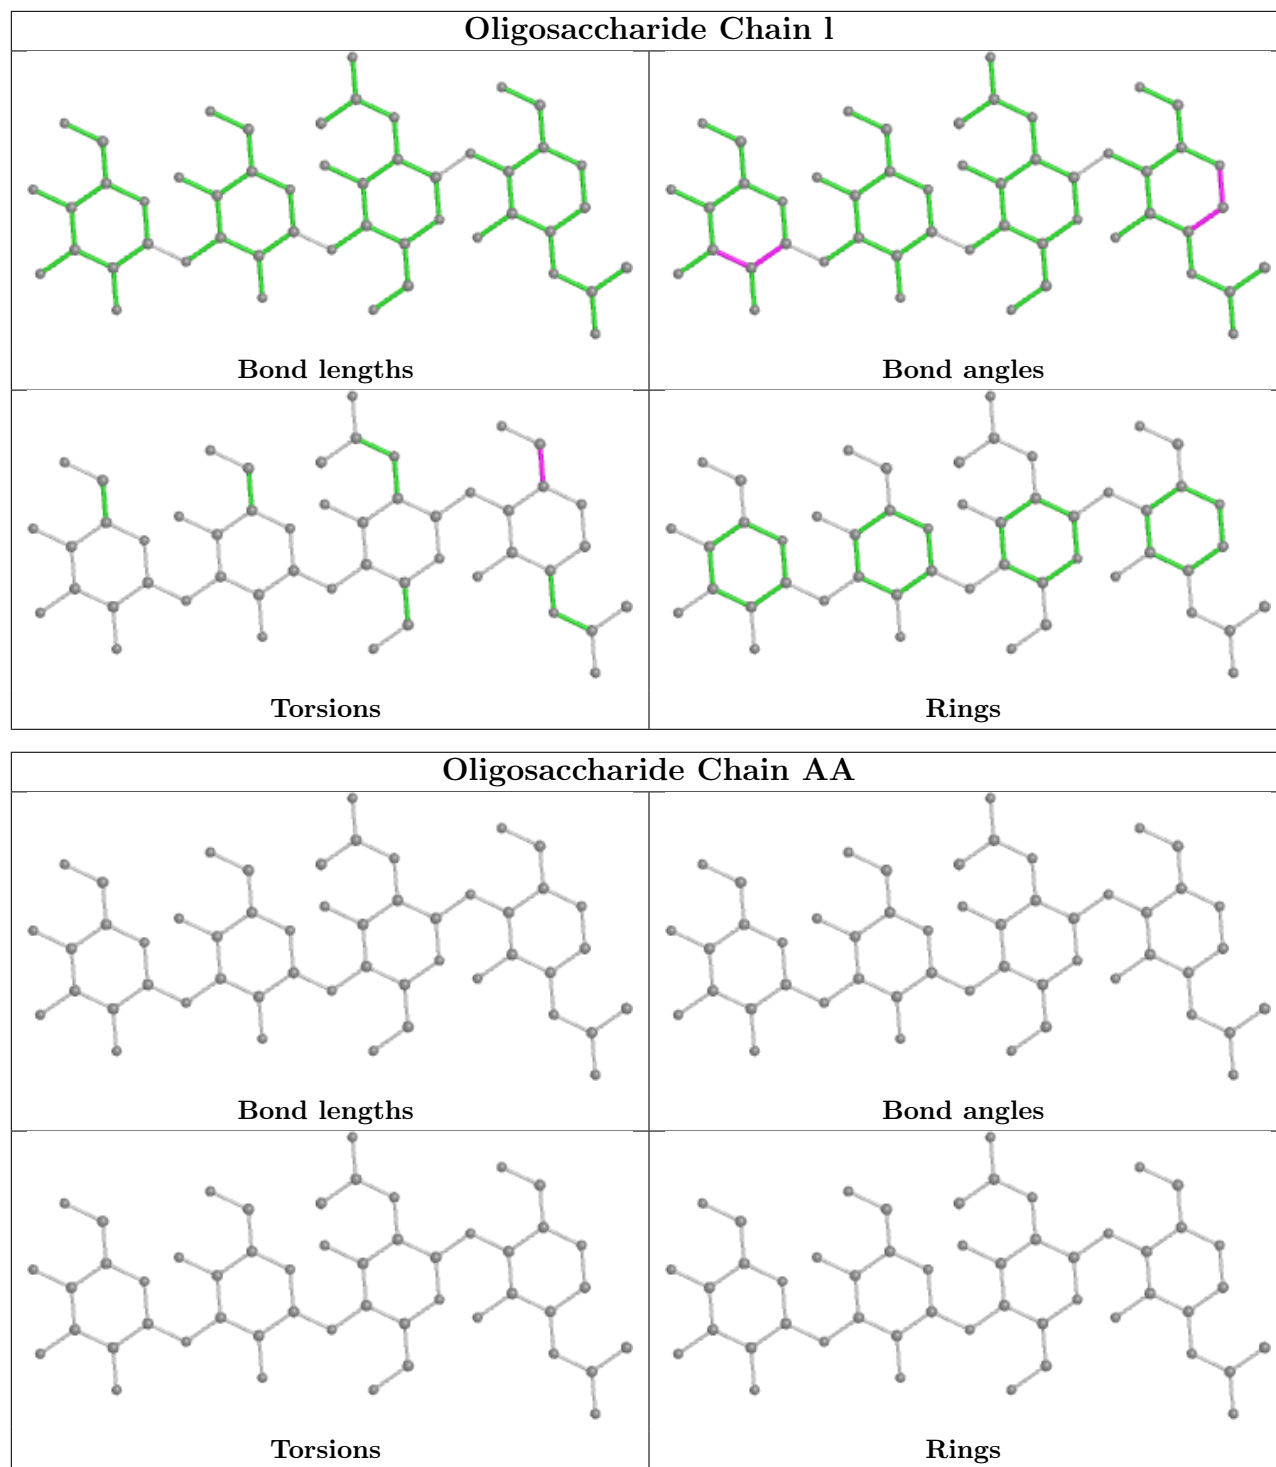 Oligosaccharide Chain l
Bond lengths
Bond angles
Torsions
Rings
Oligosaccharide Chain AA
Bond lengths
Bond angles
Torsions
Rings